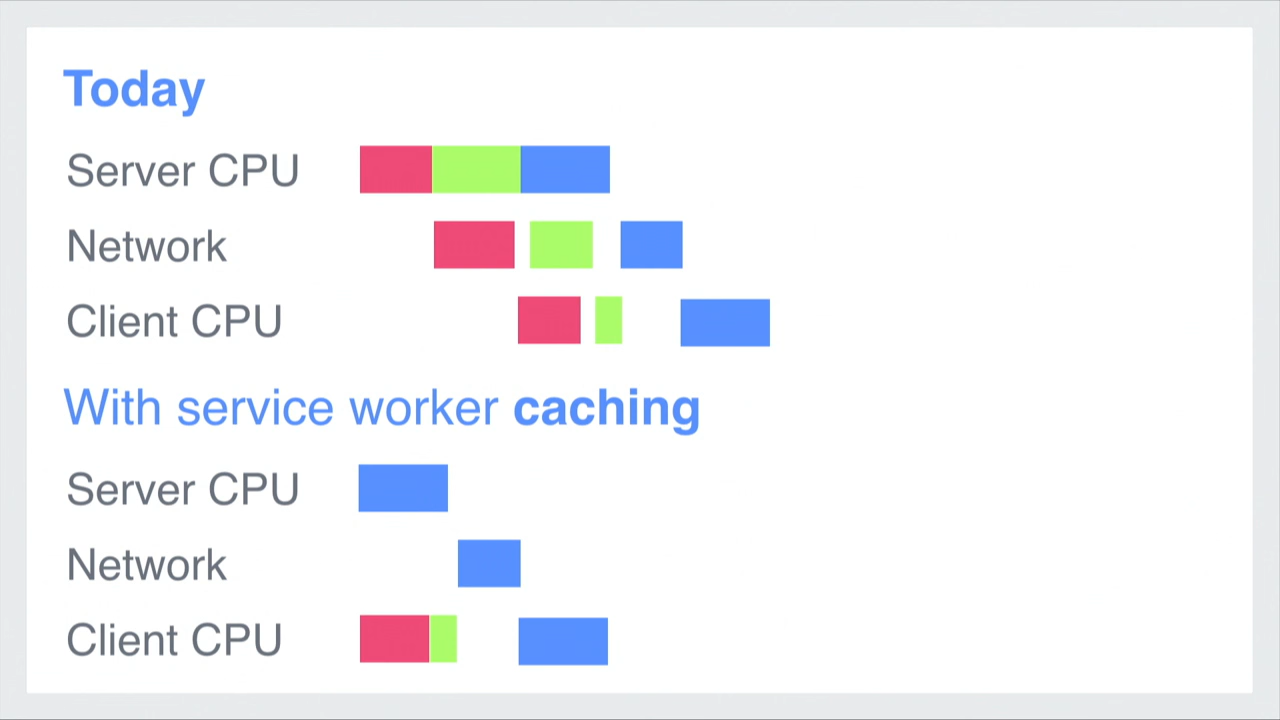 Today
Server CPU
Network
Client CPU
With service worker caching
Server CPU
Network
Client CPU